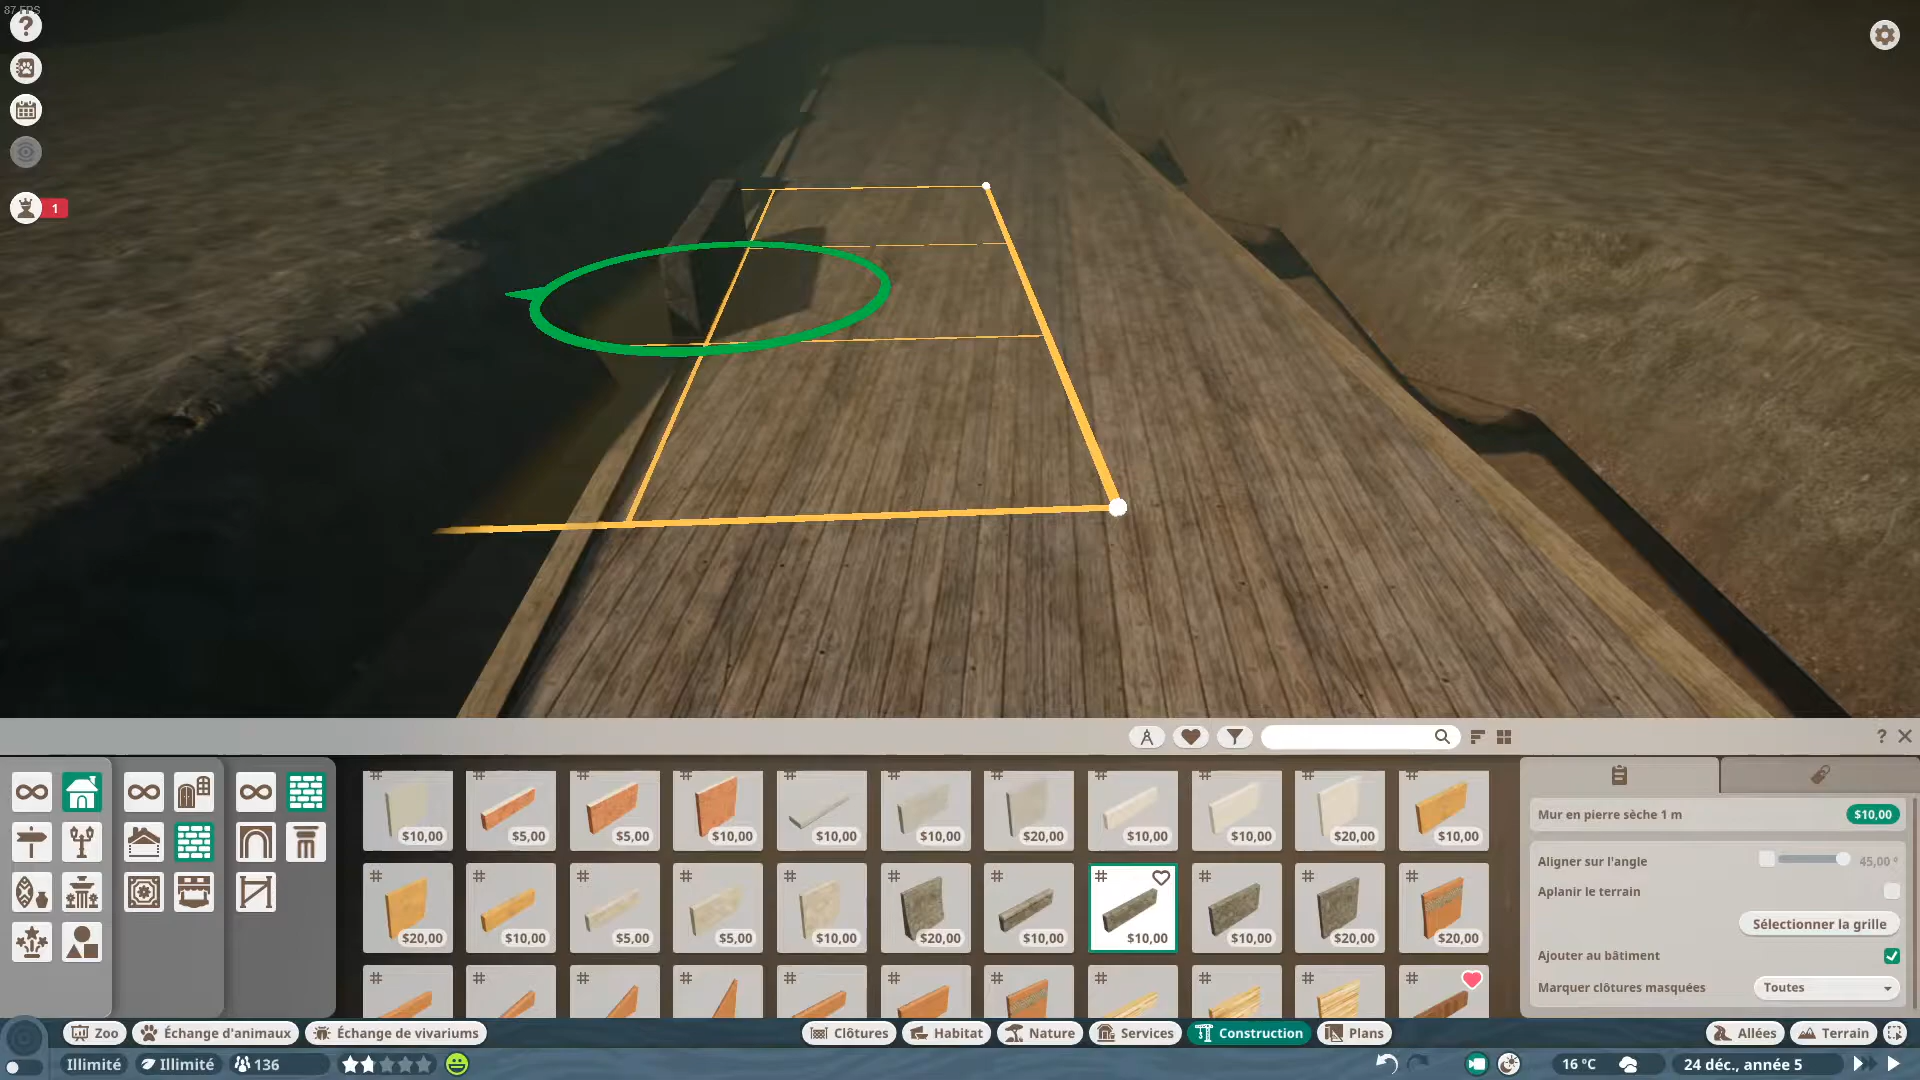 87 FPS
1
$10,00 $5,00 $5,00 $10,00 $10,00 $10,00 $20,00 $10,00 $10,00 $20,00 $10,00
$20,00 $10,00 $5,00 $5,00 $10,00 $20,00 $10,00 $10,00 $10,00 $20,00 $20,00
Mur en pierre sèche 1 m $10,00
Aligner sur l'angle 45,00 °
Aplanir le terrain
Sélectionner la grille
Ajouter au bâtiment
Marquer clôtures masquées Toutes
Zoo Échange d'animaux Échange de vivariums Clôtures Habitat Nature Services Construction Plans Allées Terrain
Illimité Illimité 136 16 °C 24 déc., année 5